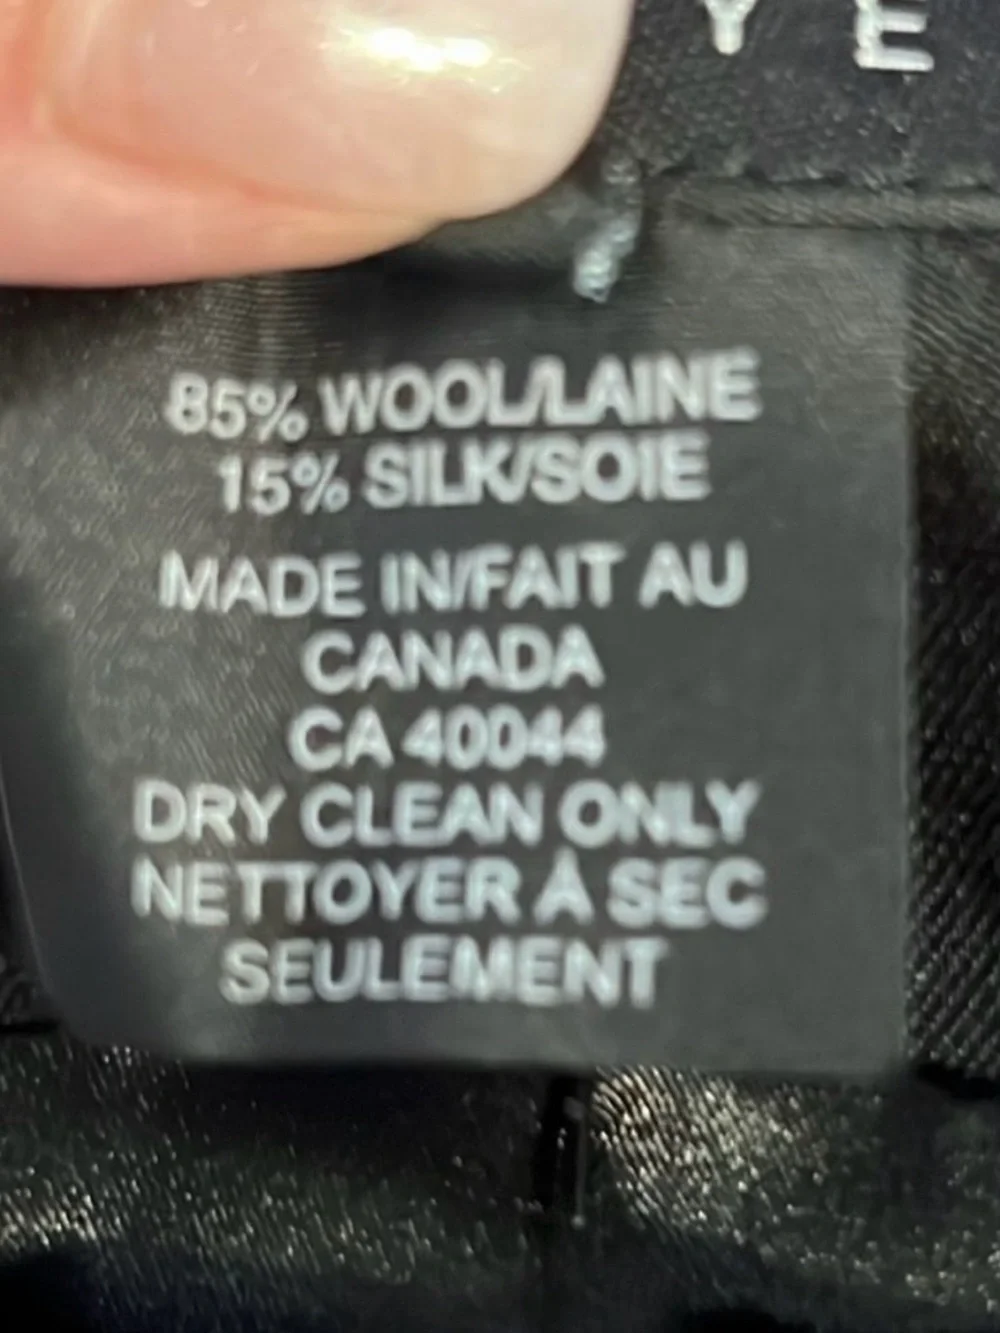 Y E
85% WOOL/LAINE
15% SILK/SOIE
MADE IN/FAIT AU
CANADA
CA 40044
DRY CLEAN ONLY
NETTOYER À SEC
SEULEMENT